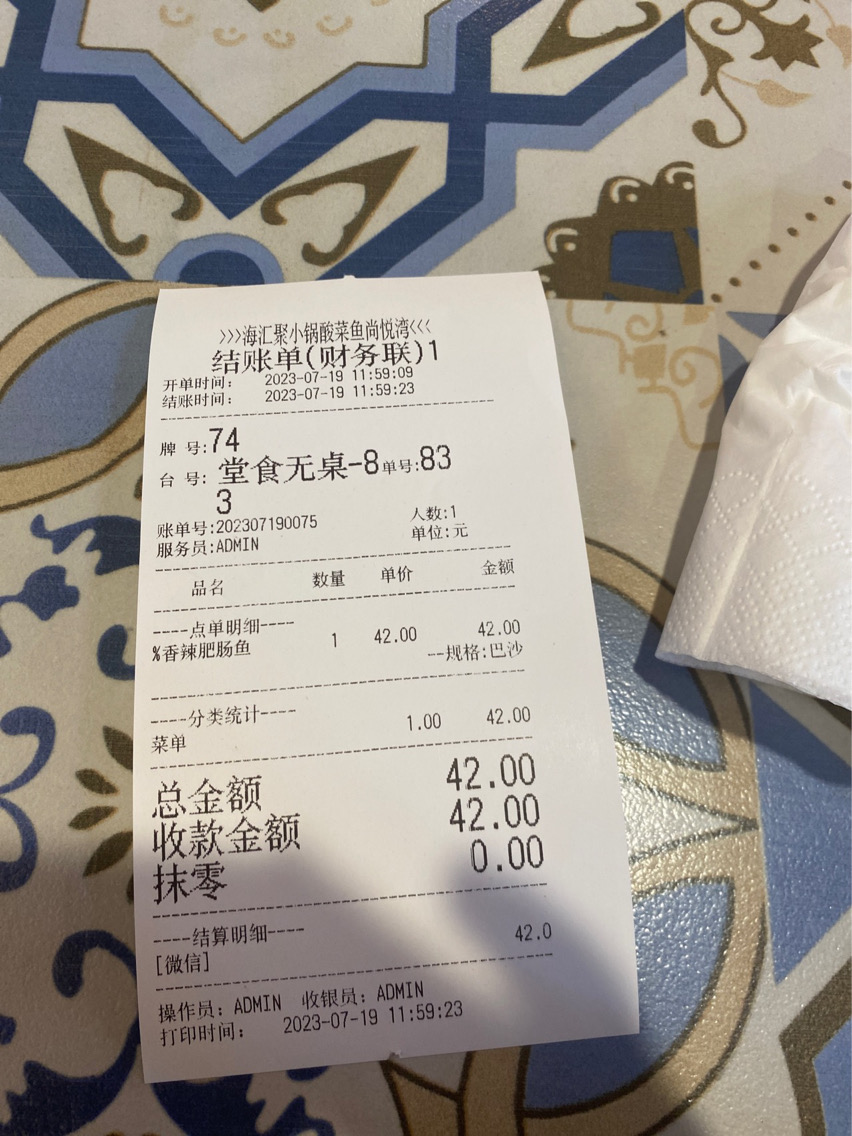 >>>海汇聚小锅酸菜鱼尚悦湾<<<
结账单(财务联)1
开单时间: 2023-07-19 11:59:09
结账时间: 2023-07-19 11:59:23
牌 号:74
台 号: 堂食无桌-8 单号:83
3
账单号:202307190075 人数:1
服务员:ADMIN 单位:元
品名 数量 单价 金额
----点单明细----
%香辣肥肠鱼 1 42.00 42.00
--规格:巴沙
----分类统计----
菜单 1.00 42.00
总金额 42.00
收款金额 42.00
抹零 0.00
----结算明细----
[微信] 42.0
操作员: ADMIN 收银员: ADMIN
打印时间: 2023-07-19 11:59:23